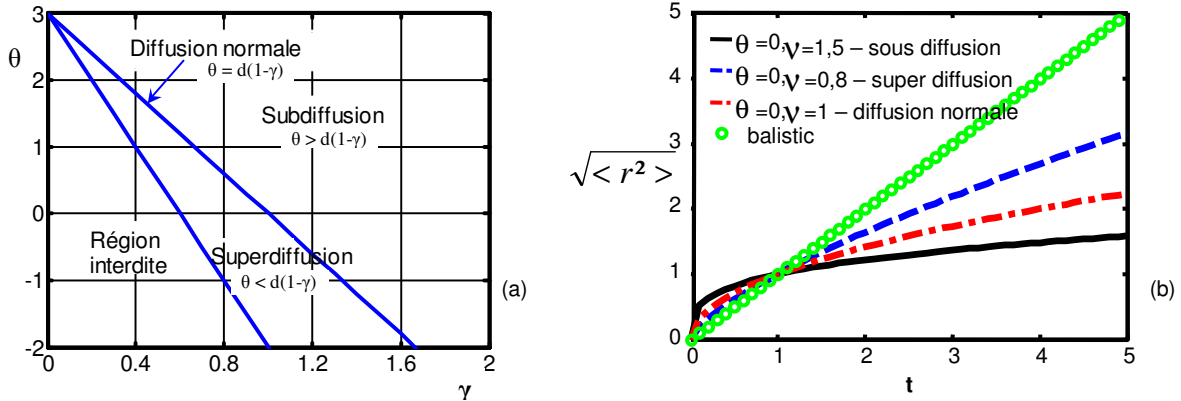 3
2
1
0
-1
-2
θ
0
0.4
0.8
1.2
1.6
2
γ
Diffusion normale
θ = d(1-γ)
Subdiffusion
θ > d(1-γ)
Région
interdite
Superdiffusion
θ < d(1-γ)
(a)
5
4
3
2
1
0
√< r² >
θ =0,ν=1,5 – sous diffusion
θ =0,ν=0,8 – super diffusion
θ =0,ν=1 – diffusion normale
balistic
0
1
2
3
4
5
t
(b)